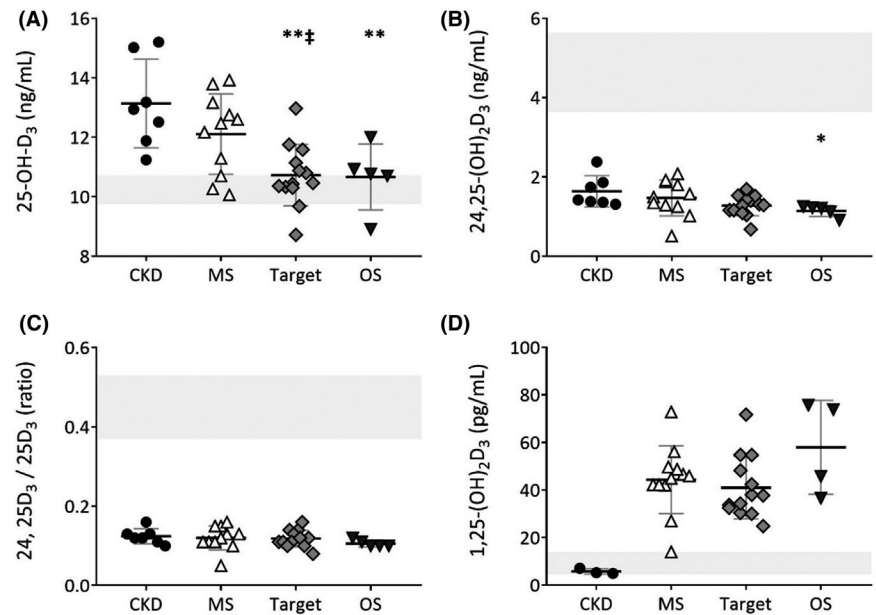 (A)
25-OH-D₃ (ng/mL)
16
14
12
10
8
**‡
**
CKD
MS
Target
OS
(B)
24,25-(OH)₂D₃ (ng/mL)
6
4
2
0
*
CKD
MS
Target
OS
(C)
24, 25D₃ / 25D₃ (ratio)
0.6
0.4
0.2
0.0
CKD
MS
Target
OS
(D)
1,25-(OH)₂D₃ (pg/mL)
100
80
60
40
20
0
CKD
MS
Target
OS